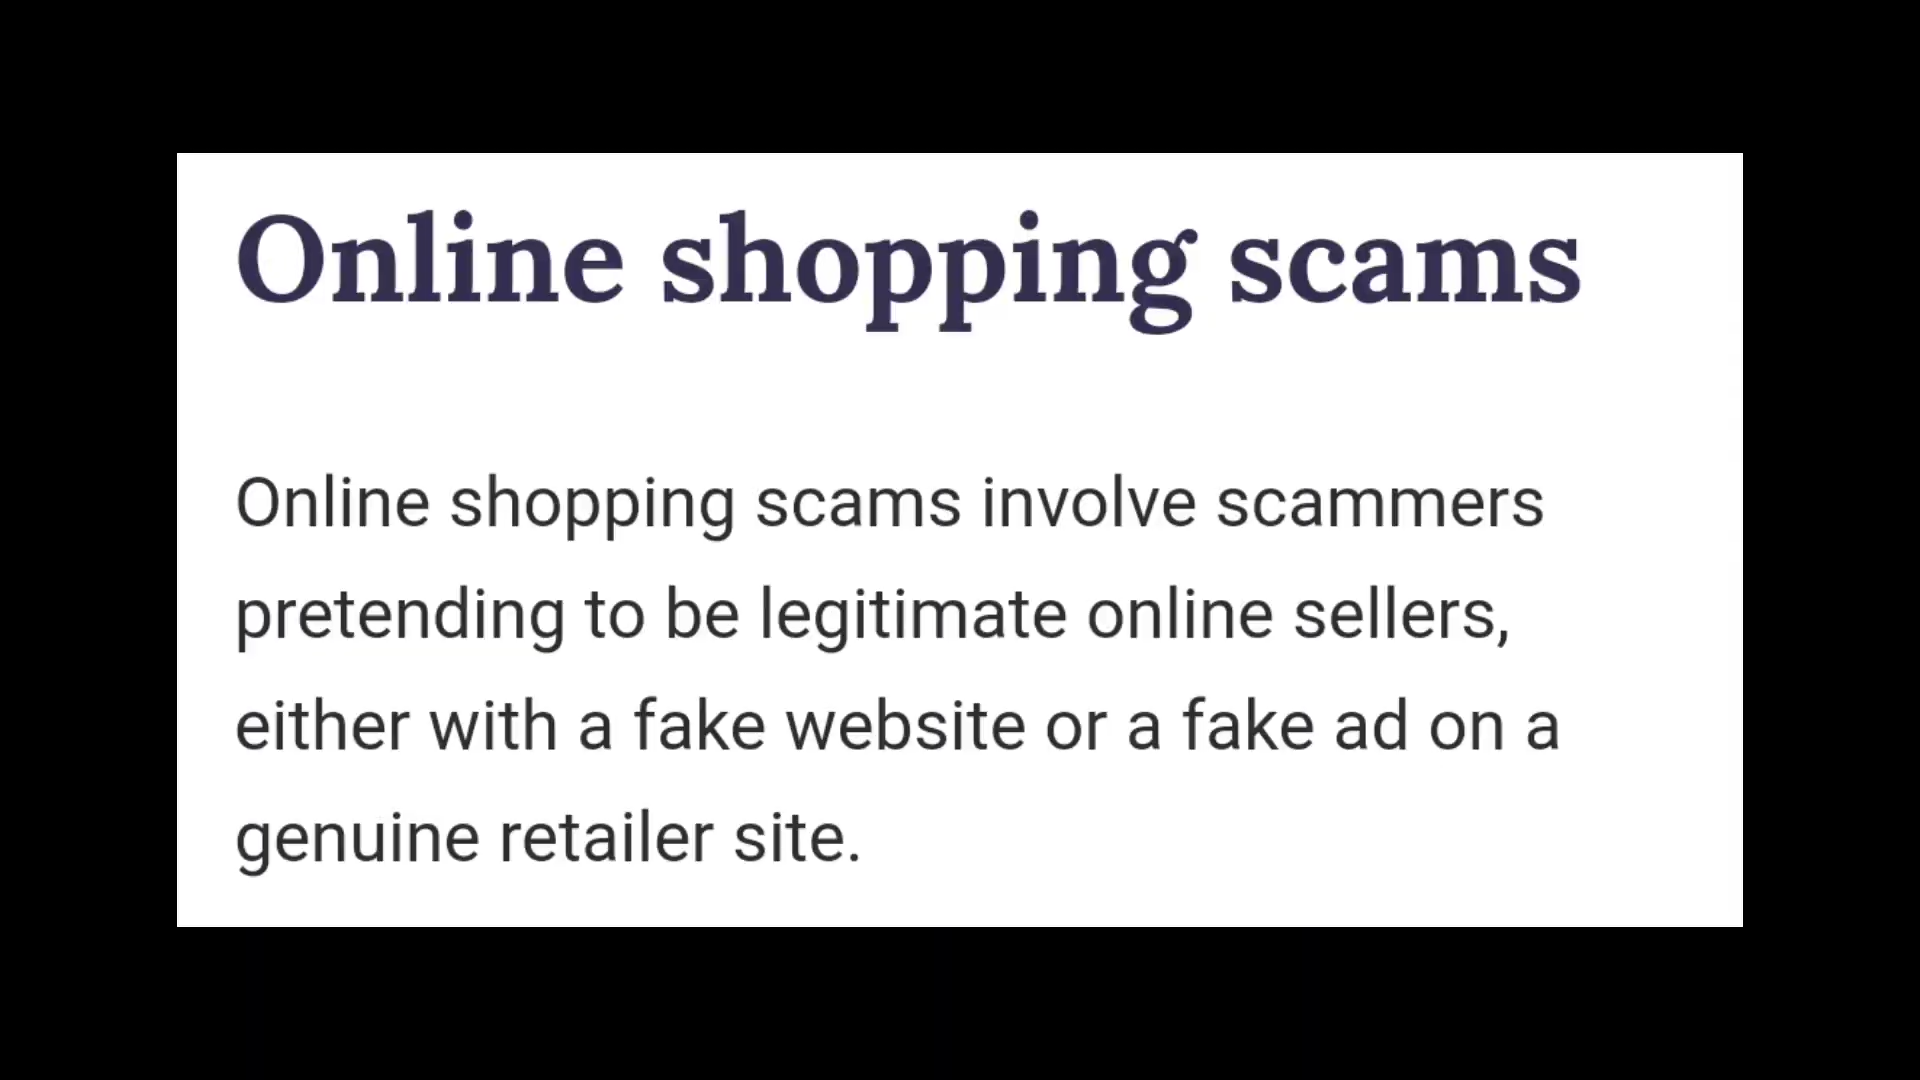 Online shopping scams
Online shopping scams involve scammers
pretending to be legitimate online sellers,
either with a fake website or a fake ad on a
genuine retailer site.